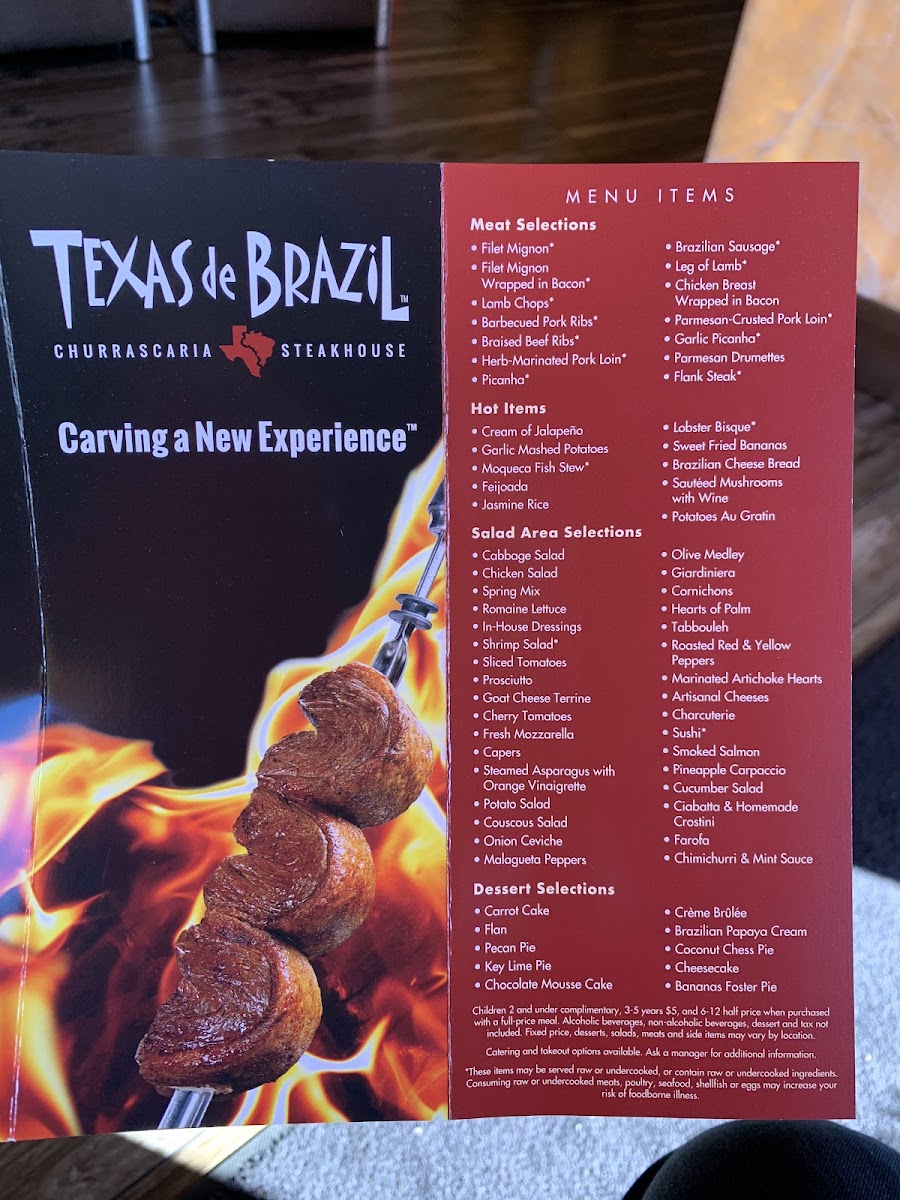 TEXAS de BRAZIL™
CHURRASCARIA STEAKHOUSE
Carving a New Experience™
MENU ITEMS
Meat Selections
• Filet Mignon*
• Filet Mignon
Wrapped in Bacon*
• Lamb Chops*
• Barbecued Pork Ribs*
• Braised Beef Ribs*
• Herb-Marinated Pork Loin*
• Picanha*
• Brazilian Sausage*
• Leg of Lamb*
• Chicken Breast
Wrapped in Bacon
• Parmesan-Crusted Pork Loin*
• Garlic Picanha*
• Parmesan Drumettes
• Flank Steak*
Hot Items
• Cream of Jalapeño
• Garlic Mashed Potatoes
• Moqueca Fish Stew*
• Feijoada
• Jasmine Rice
• Lobster Bisque*
• Sweet Fried Bananas
• Brazilian Cheese Bread
• Sautéed Mushrooms
with Wine
• Potatoes Au Gratin
Salad Area Selections
• Cabbage Salad
• Chicken Salad
• Spring Mix
• Romaine Lettuce
• In-House Dressings
• Shrimp Salad*
• Sliced Tomatoes
• Prosciutto
• Goat Cheese Terrine
• Cherry Tomatoes
• Fresh Mozzarella
• Capers
• Steamed Asparagus with
Orange Vinaigrette
• Potato Salad
• Couscous Salad
• Onion Ceviche
• Malagueta Peppers
• Olive Medley
• Giardiniera
• Cornichons
• Hearts of Palm
• Tabbouleh
• Roasted Red & Yellow
Peppers
• Marinated Artichoke Hearts
• Artisanal Cheeses
• Charcuterie
• Sushi*
• Smoked Salmon
• Pineapple Carpaccio
• Cucumber Salad
• Ciabatta & Homemade
Crostini
• Farofa
• Chimichurri & Mint Sauce
Dessert Selections
• Carrot Cake
• Flan
• Pecan Pie
• Key Lime Pie
• Chocolate Mousse Cake
• Crème Brûlée
• Brazilian Papaya Cream
• Coconut Chess Pie
• Cheesecake
• Bananas Foster Pie
Children 2 and under complimentary, 3-5 years $5, and 6-12 half price when purchased
with a full-price meal. Alcoholic beverages, non-alcoholic beverages, dessert and tax not
included. Fixed price, desserts, salads, meats and side items may vary by location.
Catering and takeout options available. Ask a manager for additional information.
*These items may be served raw or undercooked, or contain raw or undercooked ingredients.
Consuming raw or undercooked meats, poultry, seafood, shellfish or eggs may increase your
risk of foodborne illness.